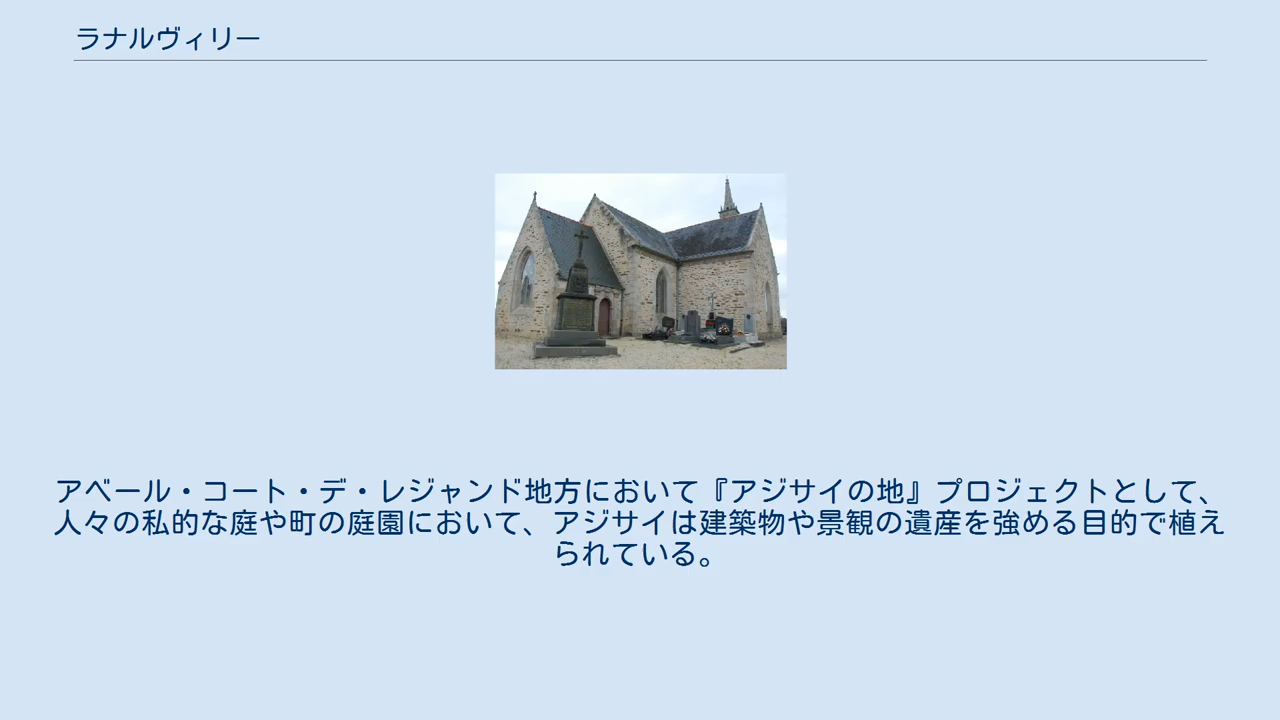 ラナルヴィリー
アベール・コート・デ・レジャンド地方において『アジサイの地』プロジェクトとして、
人々の私的な庭や町の庭園において、アジサイは建築物や景観の遺産を強める目的で植え
られている。